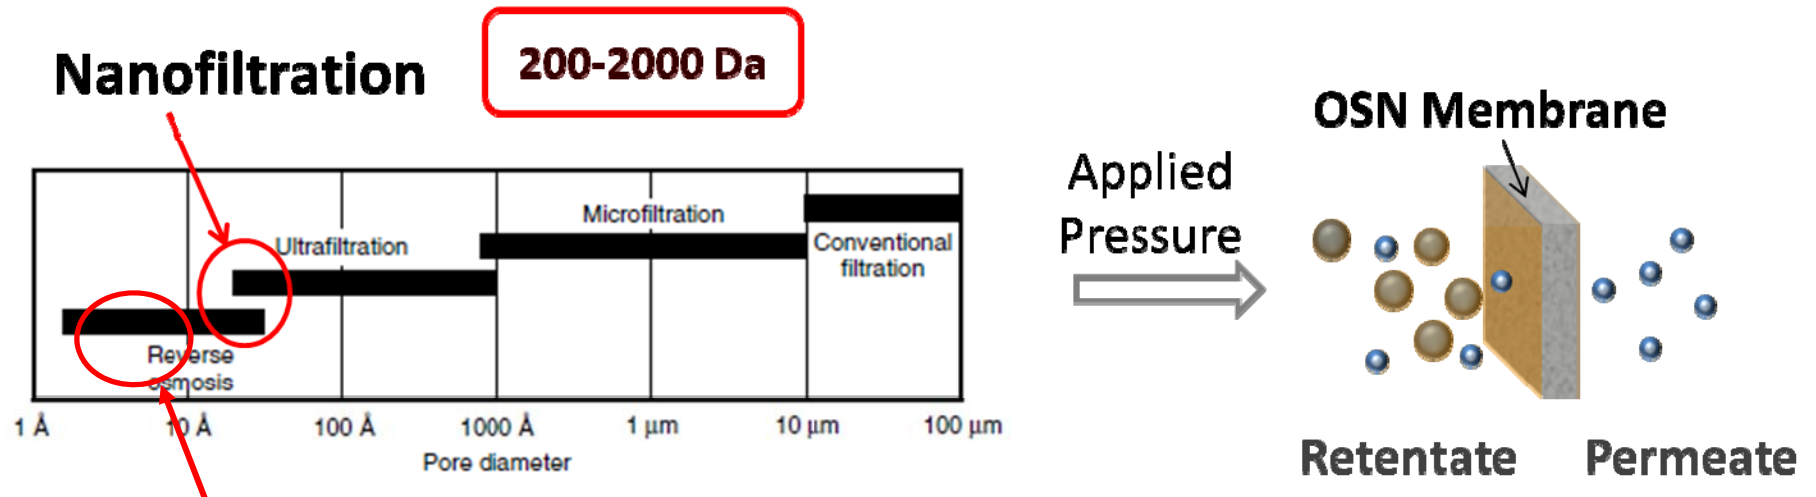 Nanofiltration
200-2000 Da
Ultrafiltration
Microfiltration
Conventional
filtration
Reverse
osmosis
1 Å
10 Å
100 Å
1000 Å
1 μm
10 μm
100 μm
Pore diameter
Applied
Pressure
OSN Membrane
Retentate
Permeate